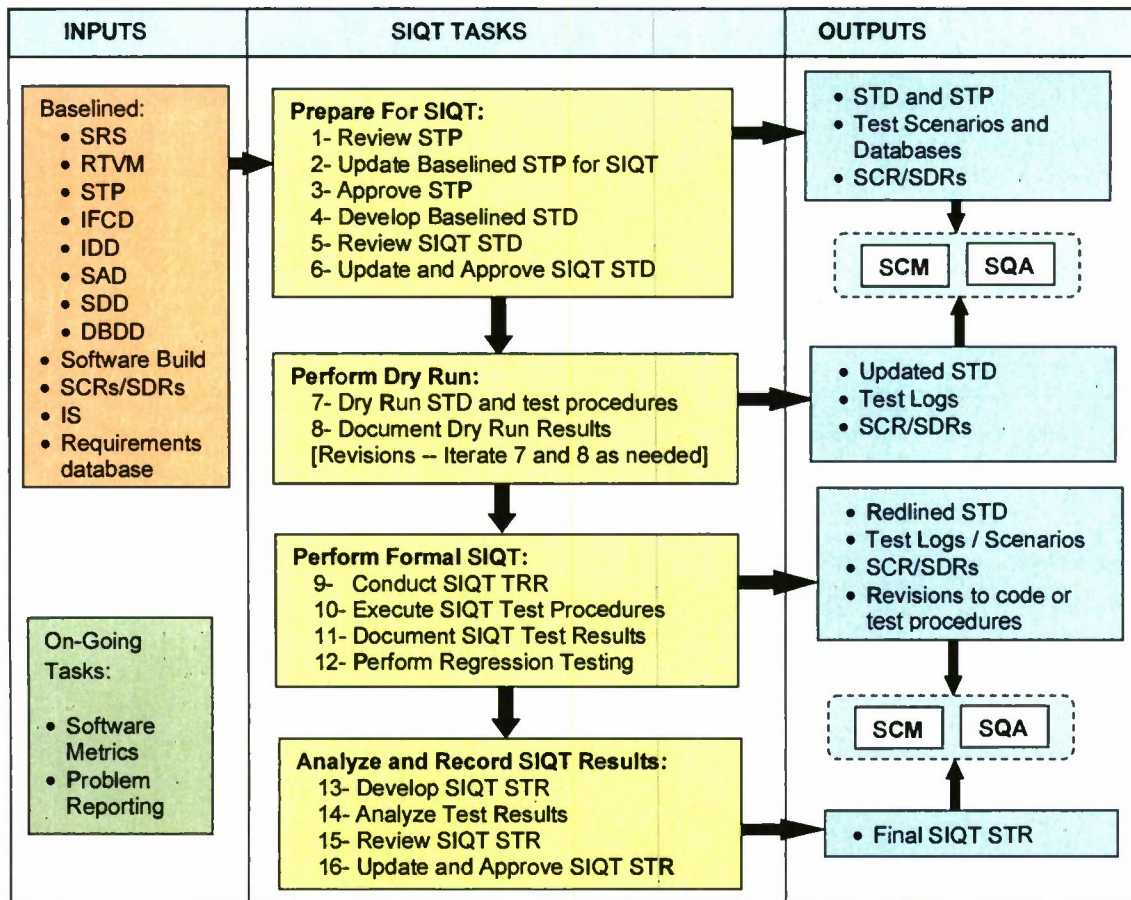 INPUTS
SIQT TASKS
OUTPUTS
Baselined:
• SRS
• RTVM
• STP
• IFCD
• IDD
• SAD
• SDD
• DBDD
• Software Build
• SCRs/SDRs
• IS
• Requirements
database
On-Going
Tasks:
• Software
Metrics
• Problem
Reporting
Prepare For SIQT:
1- Review STP
2- Update Baselined STP for SIQT
3- Approve STP
4- Develop Baselined STD
5- Review SIQT STD
6- Update and Approve SIQT STD
Perform Dry Run:
7- Dry Run STD and test procedures
8- Document Dry Run Results
[Revisions -- Iterate 7 and 8 as needed]
Perform Formal SIQT:
9- Conduct SIQT TRR
10- Execute SIQT Test Procedures
11- Document SIQT Test Results
12- Perform Regression Testing
Analyze and Record SIQT Results:
13- Develop SIQT STR
14- Analyze Test Results
15- Review SIQT STR
16- Update and Approve SIQT STR
• STD and STP
• Test Scenarios and
Databases
• SCR/SDRs
SCM
SQA
• Updated STD
• Test Logs
• SCR/SDRs
• Redlined STD
• Test Logs / Scenarios
• SCR/SDRs
• Revisions to code or
test procedures
SCM
SQA
• Final SIQT STR